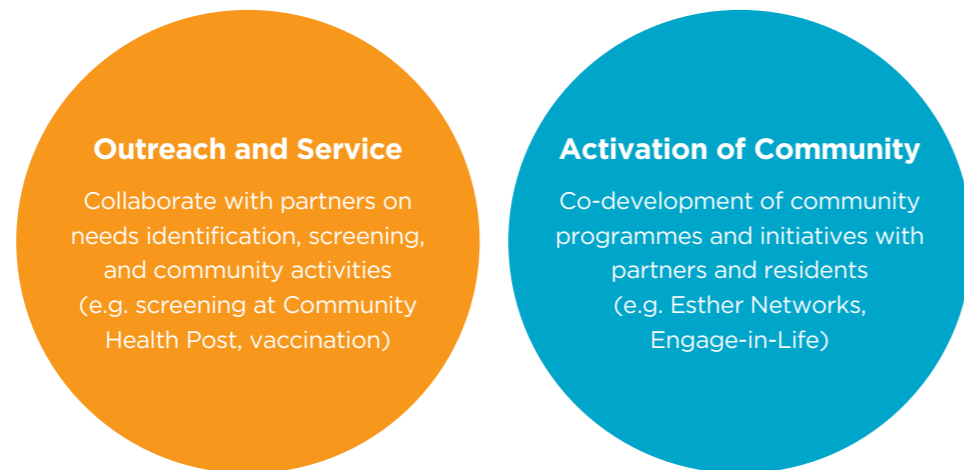 Outreach and Service
Collaborate with partners on
needs identification, screening,
and community activities
(e.g. screening at Community
Health Post, vaccination)
Activation of Community
Co-development of community
programmes and initiatives with
partners and residents
(e.g. Esther Networks,
Engage-in-Life)